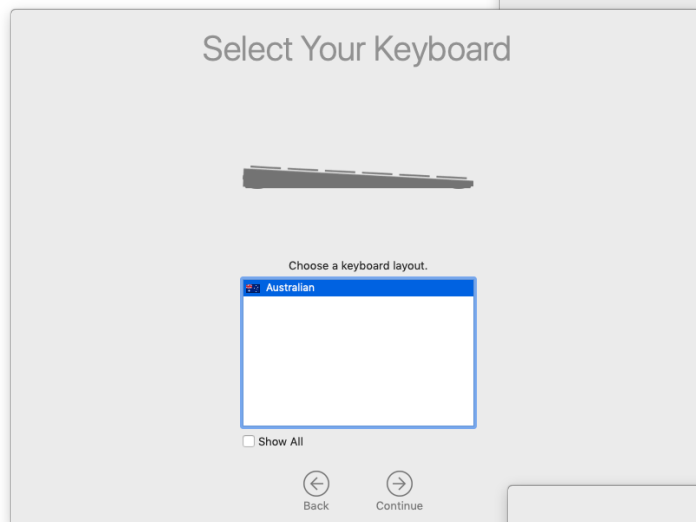 Select Your Keyboard
Choose a keyboard layout.
Australian
Show All
Back
Continue